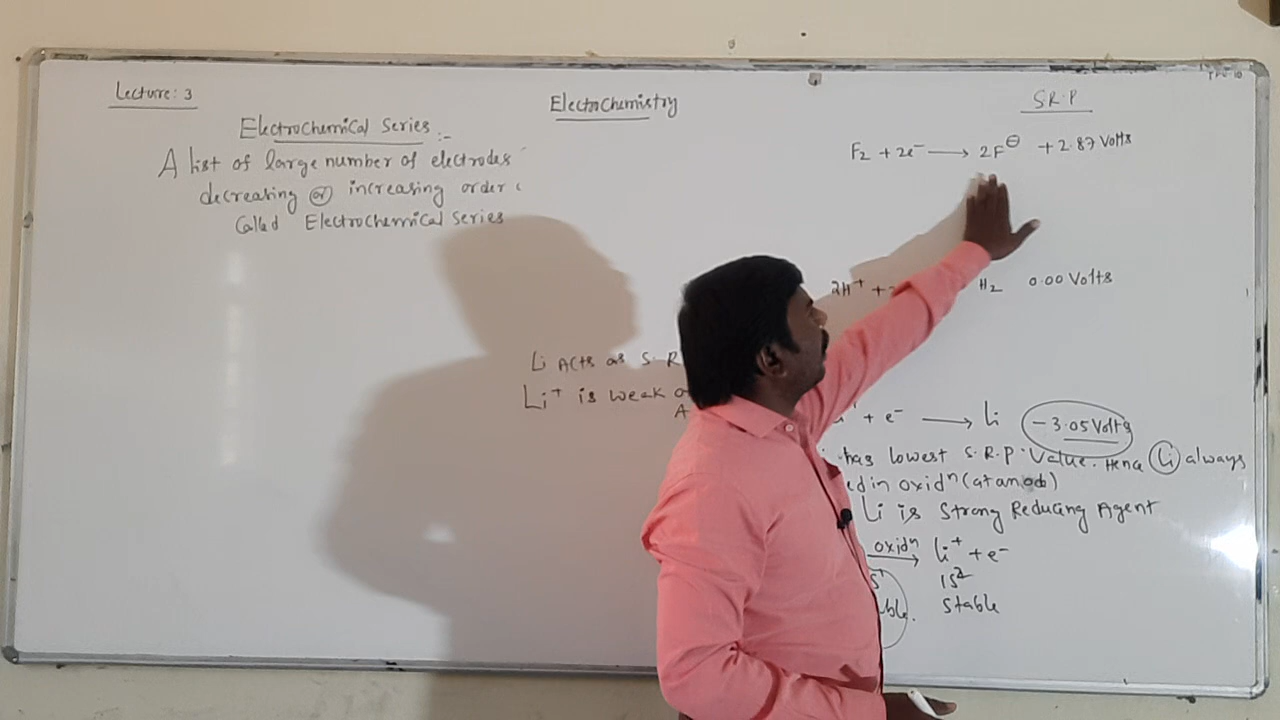 Lecture: 3
ElectroChemistry
S.R.P
ElectroChemical Series :-
A list of large number of electrodes
decreasing or increasing order
Called ElectroChemical Series
F2 + 2e- → 2F⊖ +2.87 Volts
2H+ + H2 0.00 Volts
Li Acts as S.R
Li+ is weak
+ e- → Li -3.05 Volts
has lowest S.R.P Value. Hence Li always
in oxidn (at anode)
Li is Strong Reducing Agent
oxidn → Li+ + e-
1S2
Stable